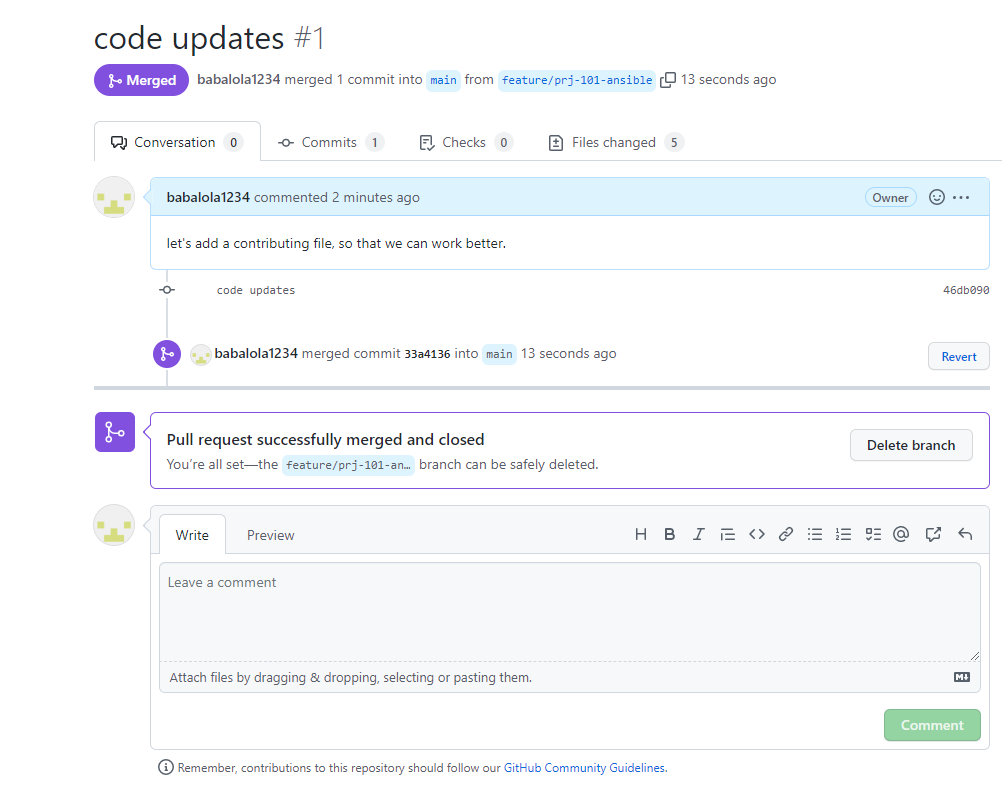 code updates #1
Merged babalola1234 merged 1 commit into main from feature/prj-101-ansible 13 seconds ago
Conversation 0 Commits 1 Checks 0 Files changed 5
babalola1234 commented 2 minutes ago Owner
let's add a contributing file, so that we can work better.
code updates 46db090
babalola1234 merged commit 33a4136 into main 13 seconds ago Revert
Pull request successfully merged and closed
You're all set—the feature/prj-101-an… branch can be safely deleted.
Delete branch
Write Preview
Leave a comment
Attach files by dragging & dropping, selecting or pasting them.
Comment
Remember, contributions to this repository should follow our GitHub Community Guidelines.